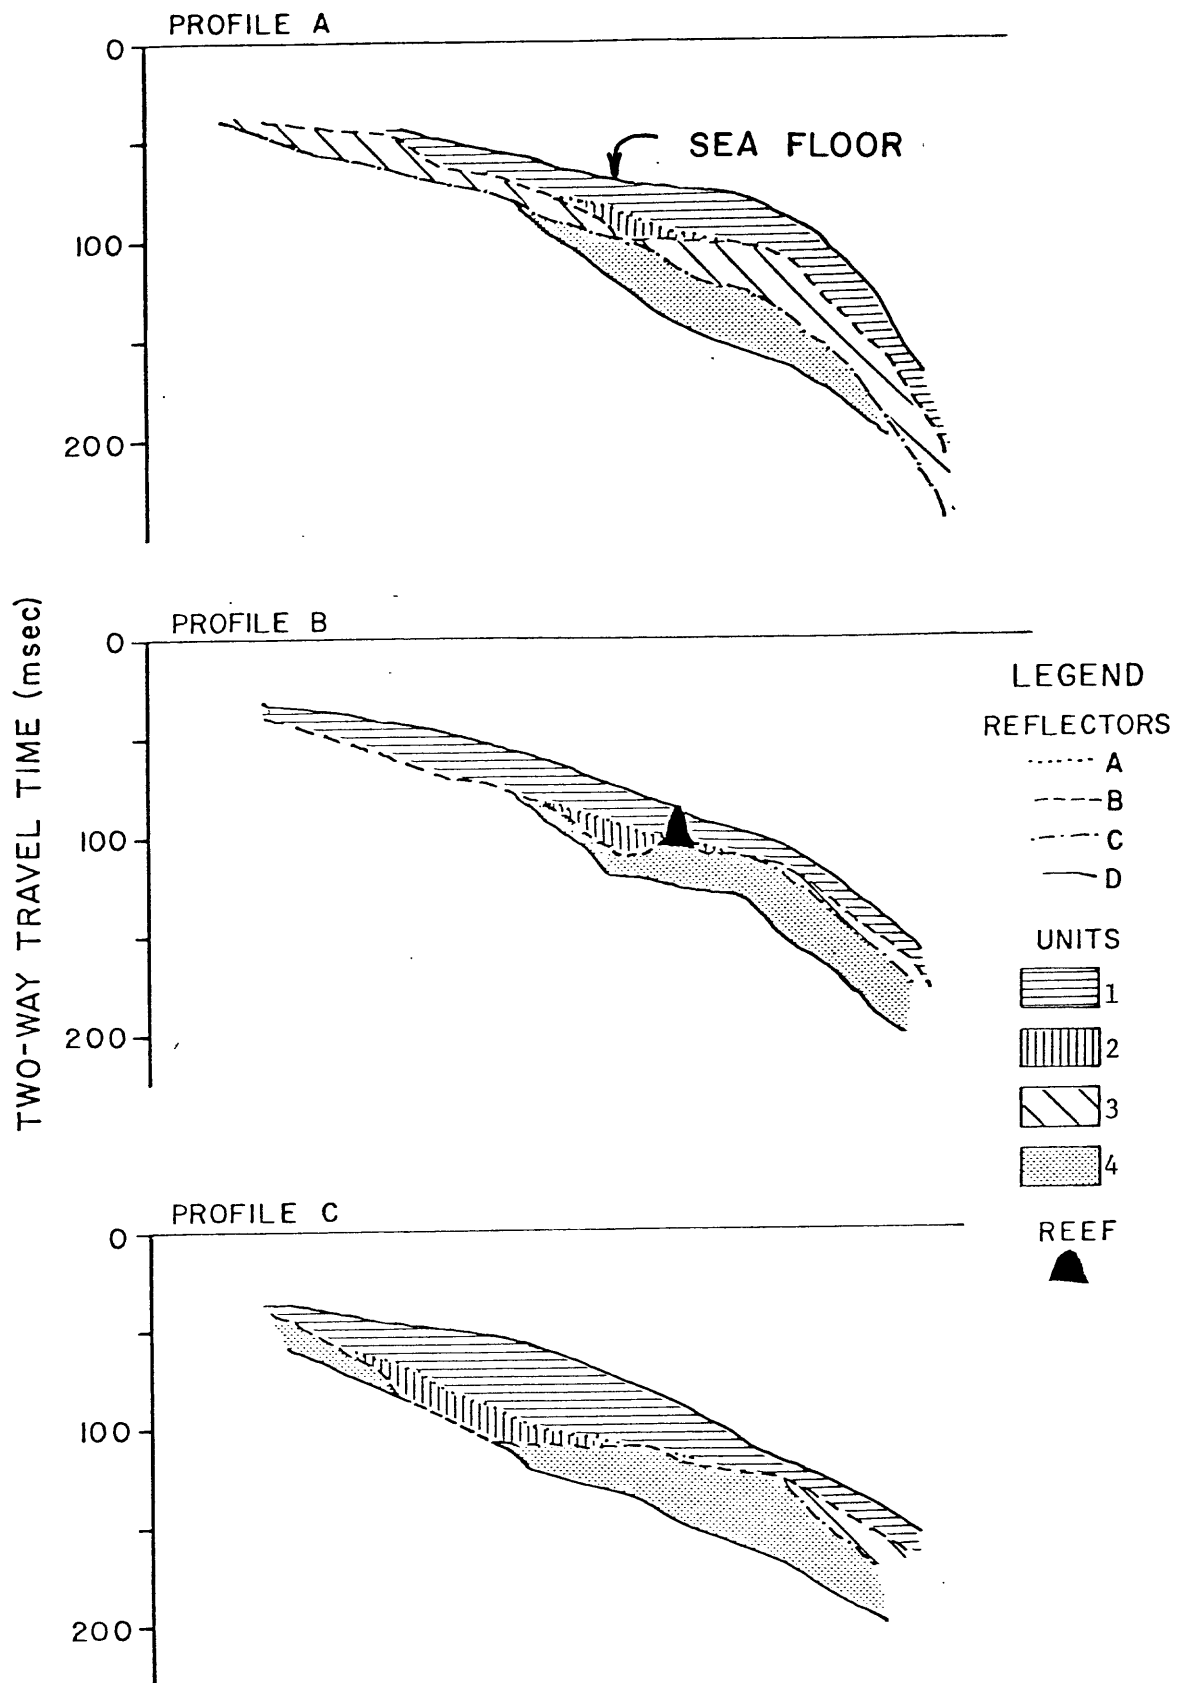 PROFILE A
0
100
200
SEA FLOOR
TWO-WAY TRAVEL TIME (msec)
PROFILE B
0
100
200
LEGEND
REFLECTORS
A
B
C
D
UNITS
1
2
3
4
REEF
PROFILE C
0
100
200